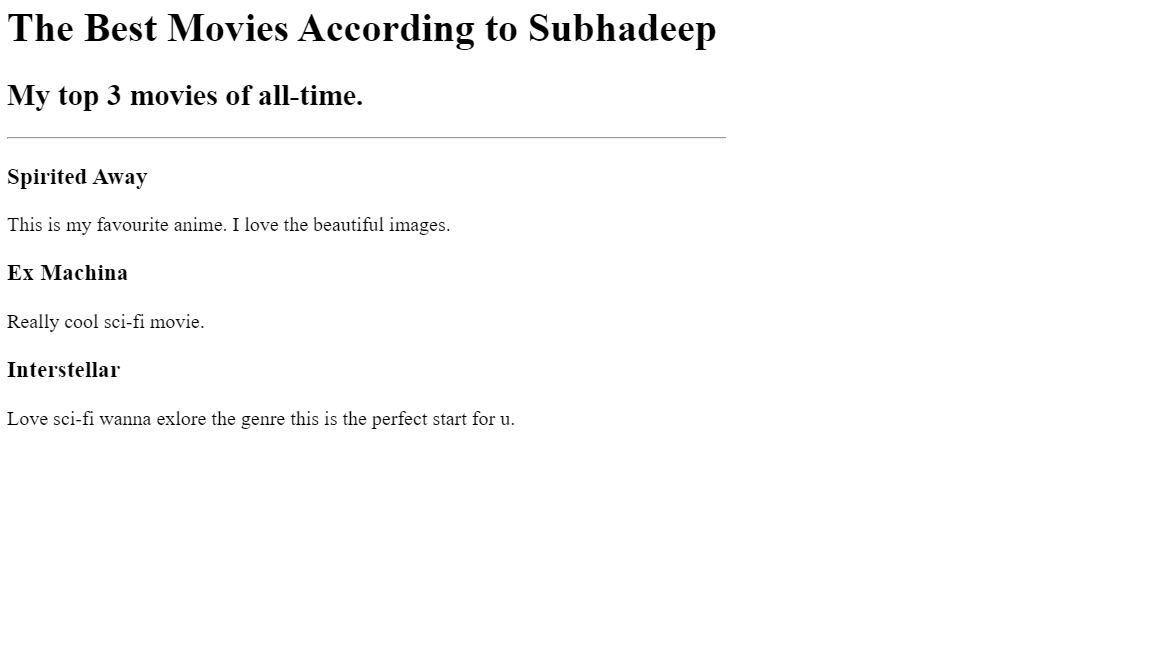 The Best Movies According to Subhadeep
My top 3 movies of all-time.
Spirited Away
This is my favourite anime. I love the beautiful images.
Ex Machina
Really cool sci-fi movie.
Interstellar
Love sci-fi wanna exlore the genre this is the perfect start for u.